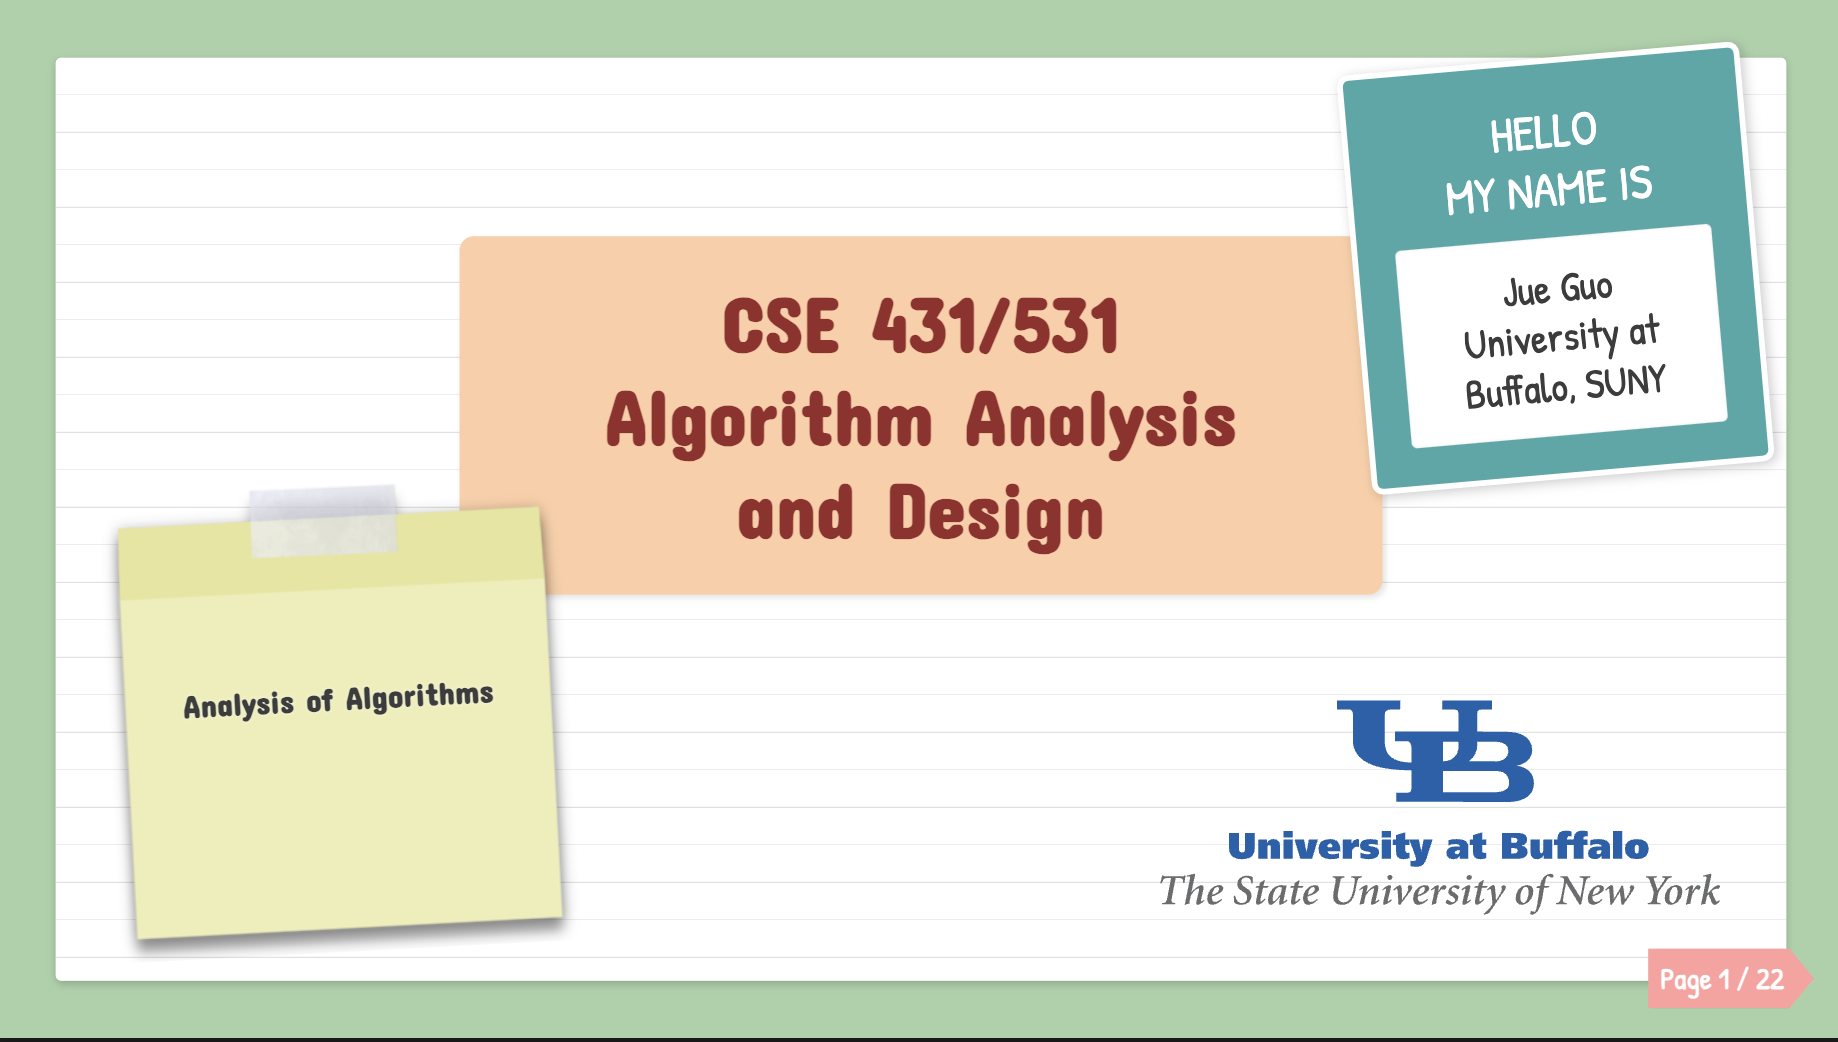 HELLO
MY NAME IS
Jue Guo
University at
Buffalo, SUNY
CSE 431/531
Algorithm Analysis
and Design
Analysis of Algorithms
UB
University at Buffalo
The State University of New York
Page 1 / 22